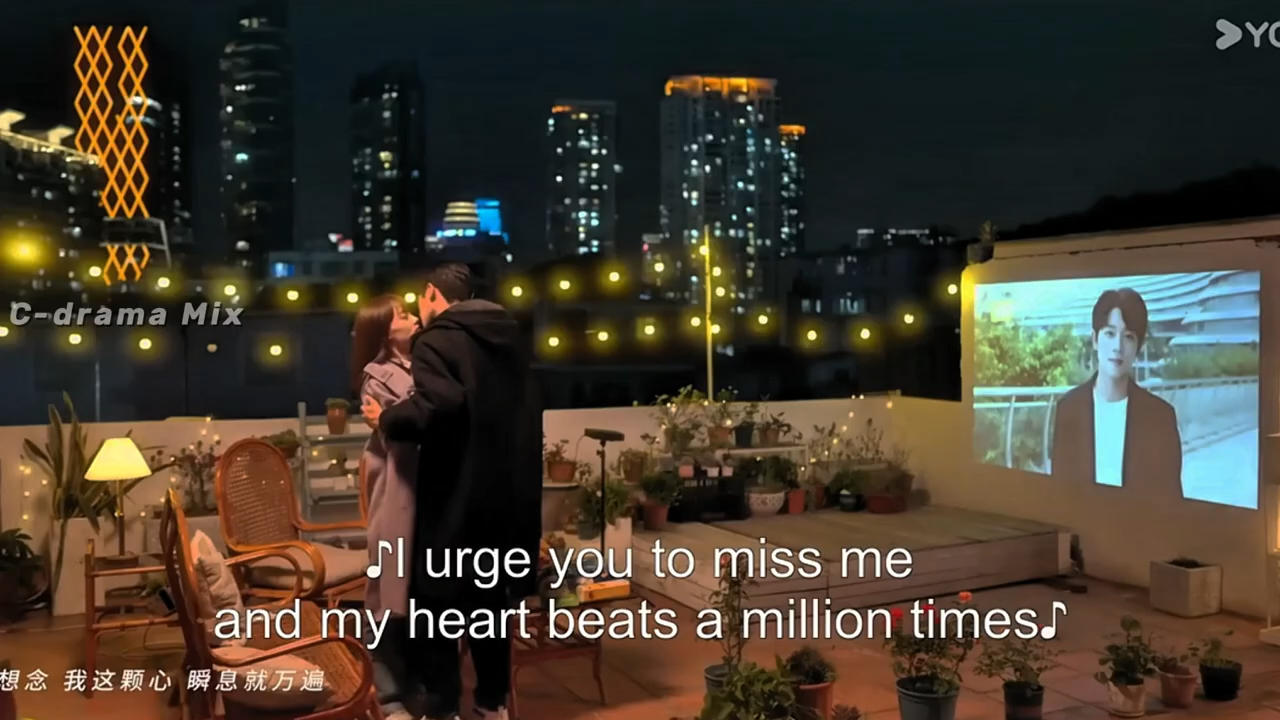 YO
C-drama Mix
♪I urge you to miss me
and my heart beats a million times♪
想念 我这颗心 瞬息就万遍